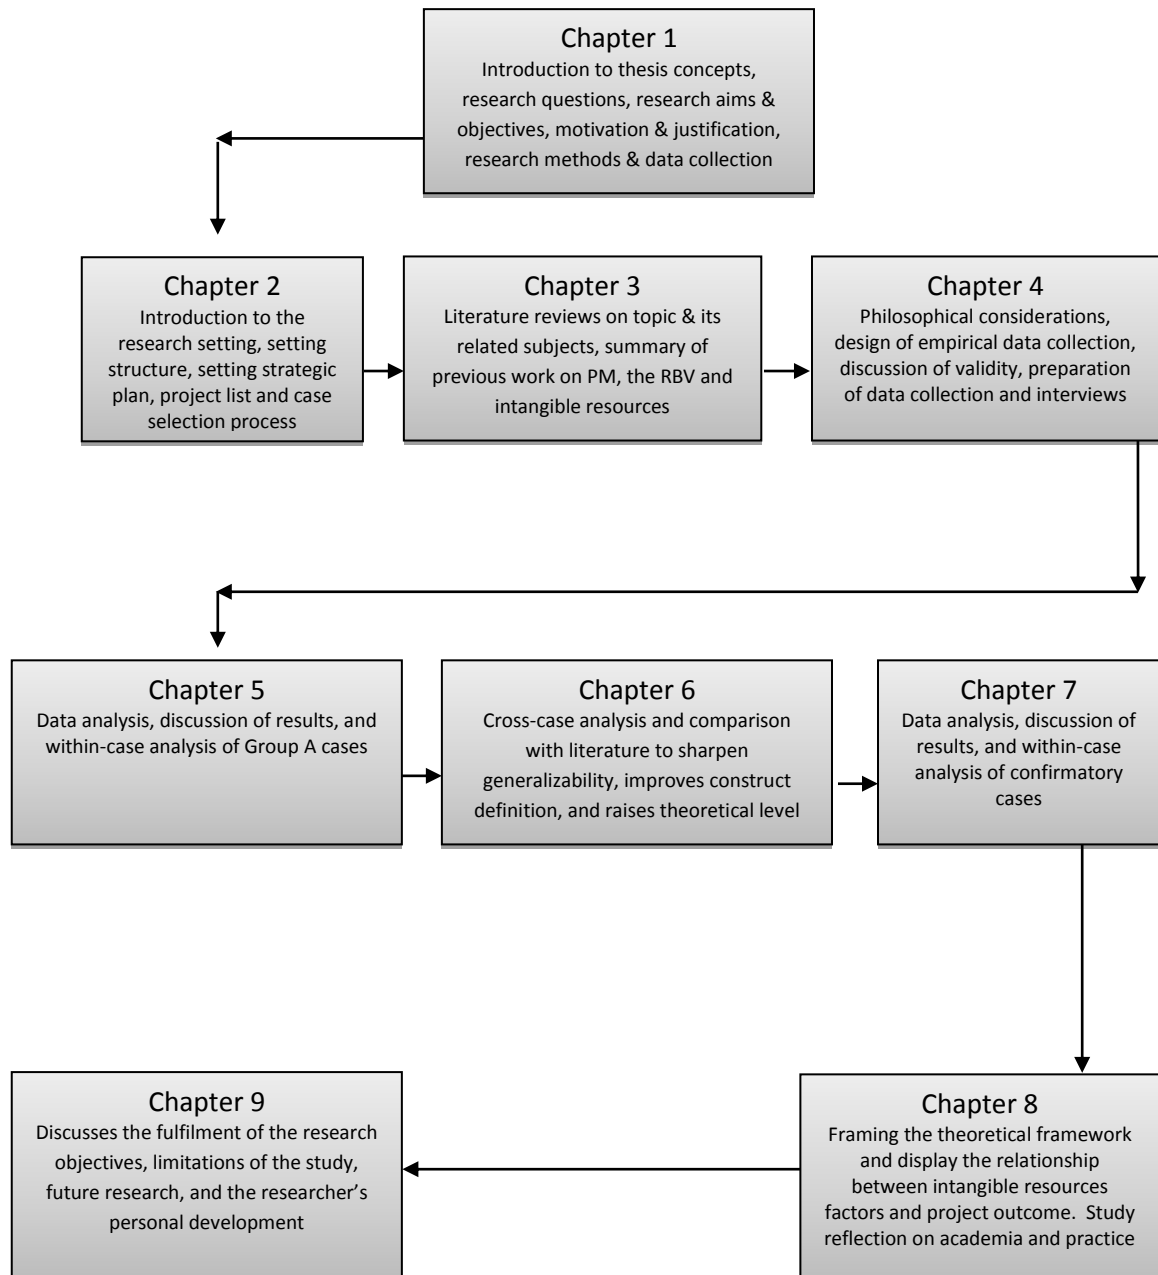 Chapter 1
Introduction to thesis concepts,
research questions, research aims &
objectives, motivation & justification,
research methods & data collection
Chapter 2
Introduction to the
research setting, setting
structure, setting strategic
plan, project list and case
selection process
Chapter 3
Literature reviews on topic & its
related subjects, summary of
previous work on PM, the RBV and
intangible resources
Chapter 4
Philosophical considerations,
design of empirical data collection,
discussion of validity, preparation
of data collection and interviews
Chapter 5
Data analysis, discussion of results, and
within-case analysis of Group A cases
Chapter 6
Cross-case analysis and comparison
with literature to sharpen
generalizability, improves construct
definition, and raises theoretical level
Chapter 7
Data analysis, discussion of
results, and within-case
analysis of confirmatory
cases
Chapter 9
Discusses the fulfilment of the research
objectives, limitations of the study,
future research, and the researcher’s
personal development
Chapter 8
Framing the theoretical framework
and display the relationship
between intangible resources
factors and project outcome.  Study
reflection on academia and practice